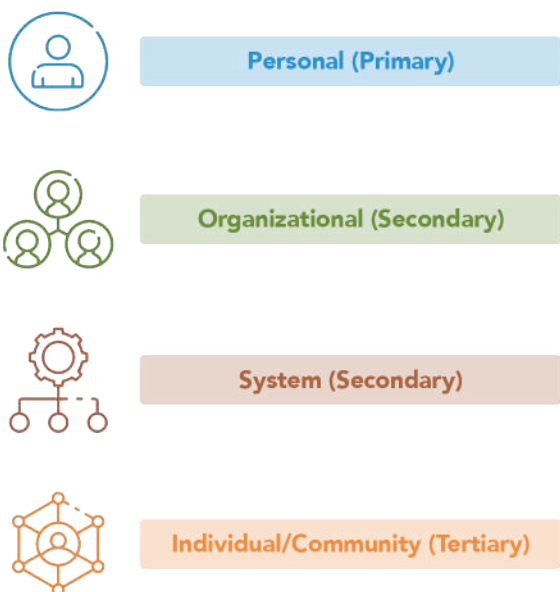 Personal (Primary)
Organizational (Secondary)
System (Secondary)
Individual/Community (Tertiary)